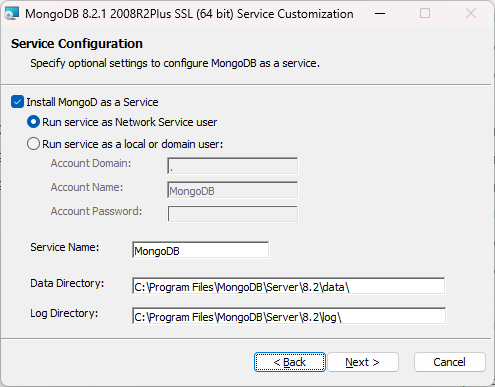 MongoDB 8.2.1 2008R2Plus SSL (64 bit) Service Customization
Service Configuration
Specify optional settings to configure MongoDB as a service.
Install MongoD as a Service
Run service as Network Service user
Run service as a local or domain user:
Account Domain: .
Account Name: MongoDB
Account Password:
Service Name: MongoDB
Data Directory: C:\Program Files\MongoDB\Server\8.2\data\
Log Directory: C:\Program Files\MongoDB\Server\8.2\log\
< Back Next > Cancel